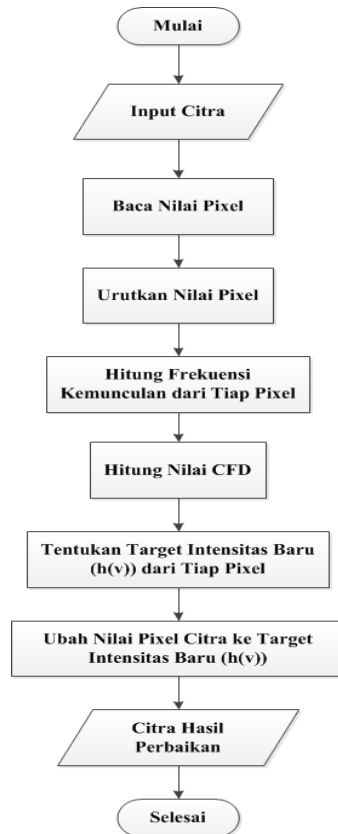 Mulai
Input Citra
Baca Nilai Pixel
Urutkan Nilai Pixel
Hitung Frekuensi
Kemunculan dari Tiap Pixel
Hitung Nilai CFD
Tentukan Target Intensitas Baru
(h(v)) dari Tiap Pixel
Ubah Nilai Pixel Citra ke Target
Intensitas Baru (h(v))
Citra Hasil
Perbaikan
Selesai